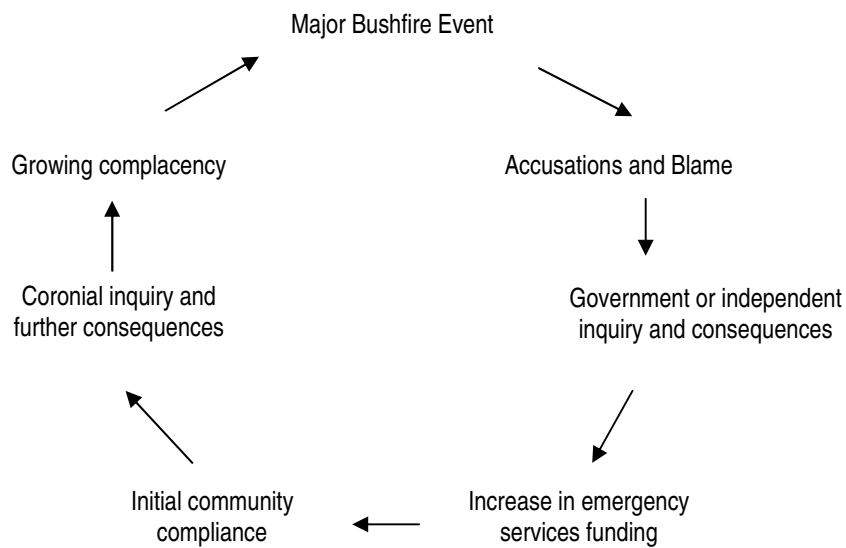 Major Bushfire Event
Accusations and Blame
Government or independent
inquiry and consequences
Increase in emergency
services funding
Initial community
compliance
Coronial inquiry and
further consequences
Growing complacency